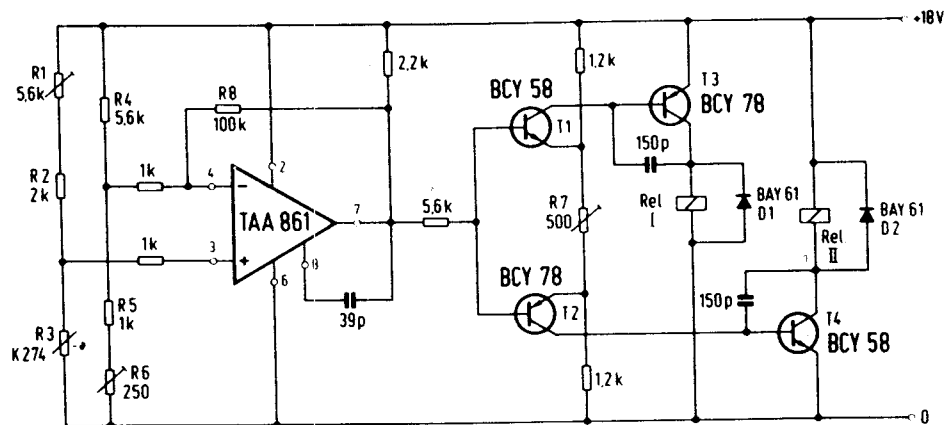 +18V
R1
5,6k
R4
5,6k
R8
100k
2,2k
1,2k
T3
BCY 78
BCY 58
T1
150p
R2
2k
1k
4
−
2
TAA 861
7
5,6k
R7
500
Rel
I
BAY 61
D1
BAY 61
D2
Rel
II
1k
3
+
8
6
39p
BCY 78
T2
150p
T4
BCY 58
R3
K274
-ϑ
R5
1k
R6
250
1,2k
0